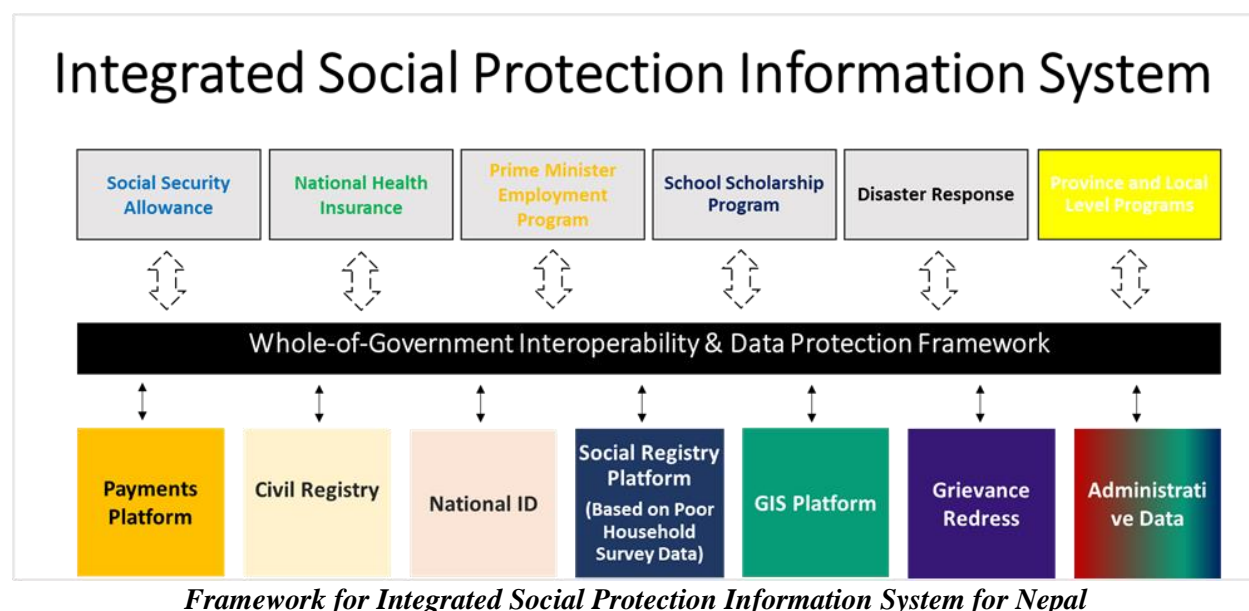 Integrated Social Protection Information System
Social Security
Allowance
National Health
Insurance
Prime Minister
Employment
Program
School Scholarship
Program
Disaster Response
Province and Local
Level Programs
Whole-of-Government Interoperability & Data Protection Framework
Payments
Platform
Civil Registry
National ID
Social Registry
Platform
(Based on Poor
Household
Survey Data)
GIS Platform
Grievance
Redress
Administrati
ve Data
Framework for Integrated Social Protection Information System for Nepal